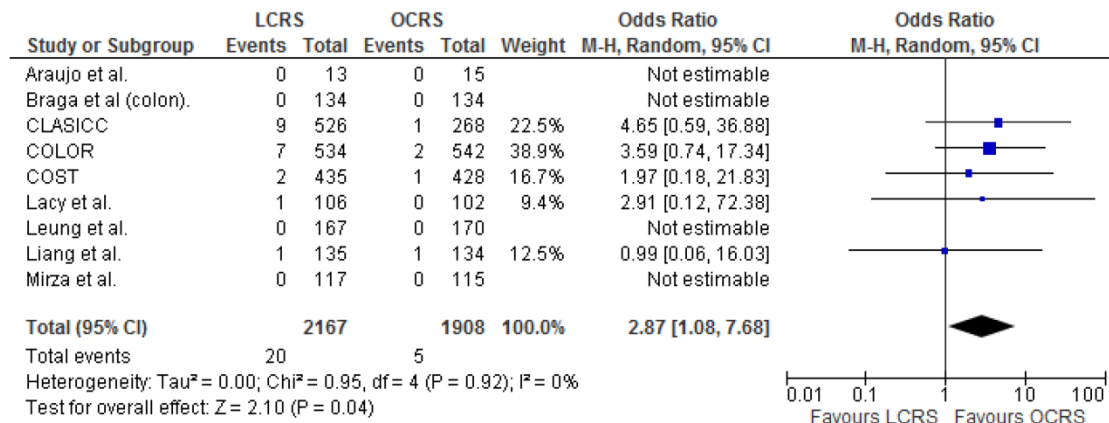 LCRS OCRS Odds Ratio Odds Ratio
Study or Subgroup Events Total Events Total Weight M-H, Random, 95% CI M-H, Random, 95% CI
Araujo et al. 0 13 0 15 Not estimable
Braga et al (colon). 0 134 0 134 Not estimable
CLASICC 9 526 1 268 22.5% 4.65 [0.59, 36.88]
COLOR 7 534 2 542 38.9% 3.59 [0.74, 17.34]
COST 2 435 1 428 16.7% 1.97 [0.18, 21.83]
Lacy et al. 1 106 0 102 9.4% 2.91 [0.12, 72.38]
Leung et al. 0 167 0 170 Not estimable
Liang et al. 1 135 1 134 12.5% 0.99 [0.06, 16.03]
Mirza et al. 0 117 0 115 Not estimable
Total (95% CI) 2167 1908 100.0% 2.87 [1.08, 7.68]
Total events 20 5
Heterogeneity: Tau² = 0.00; Chi² = 0.95, df = 4 (P = 0.92); I² = 0%
Test for overall effect: Z = 2.10 (P = 0.04)
0.01 0.1 1 10 100
Favours LCRS Favours OCRS